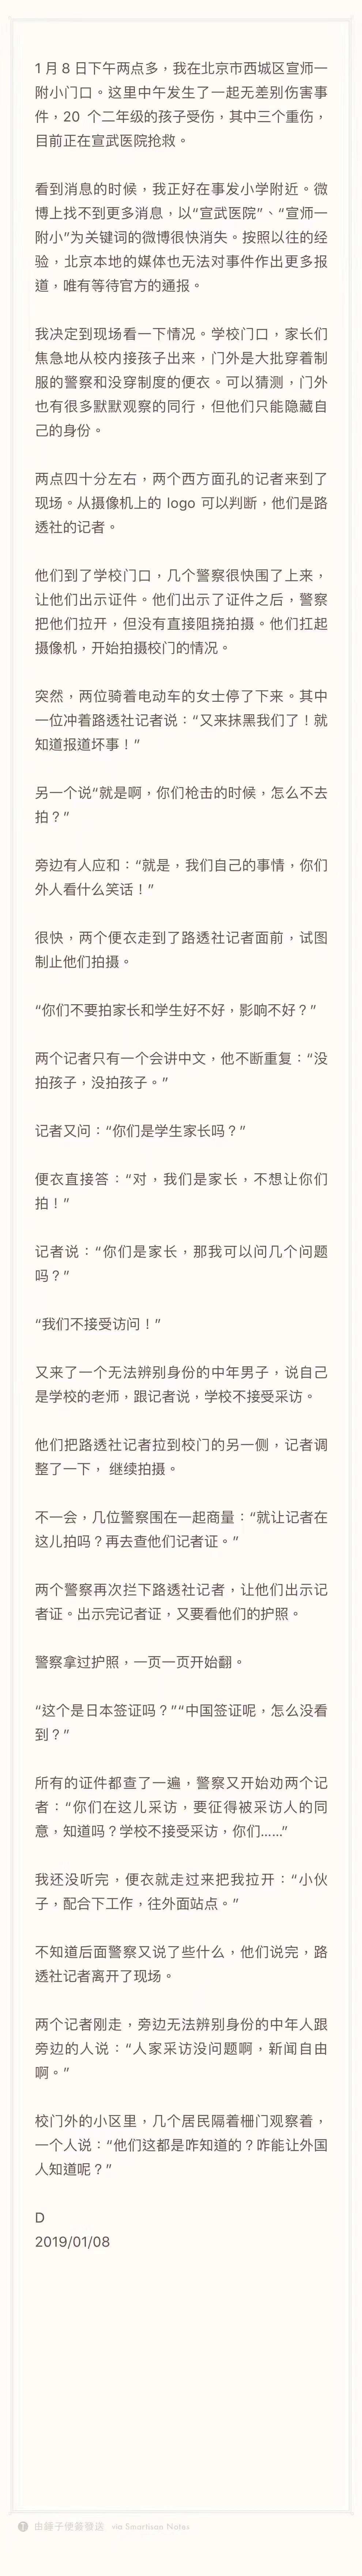 1 月 8 日下午两点多，我在北京市西城区宣师一
附小门口。这里中午发生了一起无差别伤害事
件，20 个二年级的孩子受伤，其中三个重伤，
目前正在宣武医院抢救。
看到消息的时候，我正好在事发小学附近。微
博上找不到更多消息，以“宣武医院”、“宣师一
附小”为关键词的微博很快消失。按照以往的经
验，北京本地的媒体也无法对事件作出更多报
道，唯有等待官方的通报。
我决定到现场看一下情况。学校门口，家长们
焦急地从校内接孩子出来，门外是大批穿着制
服的警察和没穿制度的便衣。可以猜测，门外
也有很多默默观察的同行，但他们只能隐藏自
己的身份。
两点四十分左右，两个西方面孔的记者来到了
现场。从摄像机上的 logo 可以判断，他们是路
透社的记者。
他们到了学校门口，几个警察很快围了上来，
让他们出示证件。他们出示了证件之后，警察
把他们拉开，但没有直接阻挠拍摄。他们扛起
摄像机，开始拍摄校门的情况。
突然，两位骑着电动车的女士停了下来。其中
一位冲着路透社记者说：“又来抹黑我们了！就
知道报道坏事！”
另一个说“就是啊，你们枪击的时候，怎么不去
拍？”
旁边有人应和：“就是，我们自己的事情，你们
外人看什么笑话！”
很快，两个便衣走到了路透社记者面前，试图
制止他们拍摄。
“你们不要拍家长和学生好不好，影响不好？”
两个记者只有一个会讲中文，他不断重复：“没
拍孩子，没拍孩子。”
记者又问：“你们是学生家长吗？”
便衣直接答：“对，我们是家长，不想让你们
拍！”
记者说：“你们是家长，那我可以问几个问题
吗？”
“我们不接受访问！”
又来了一个无法辨别身份的中年男子，说自己
是学校的老师，跟记者说，学校不接受采访。
他们把路透社记者拉到校门的另一侧，记者调
整了一下， 继续拍摄。
不一会，几位警察围在一起商量：“就让记者在
这儿拍吗？再去查他们记者证。”
两个警察再次拦下路透社记者，让他们出示记
者证。出示完记者证，又要看他们的护照。
警察拿过护照，一页一页开始翻。
“这个是日本签证吗？”“中国签证呢，怎么没看
到？”
所有的证件都查了一遍，警察又开始劝两个记
者：“你们在这儿采访，要征得被采访人的同
意，知道吗？学校不接受采访，你们……”
我还没听完，便衣就走过来把我拉开：“小伙
子，配合下工作，往外面站点。”
不知道后面警察又说了些什么，他们说完，路
透社记者离开了现场。
两个记者刚走，旁边无法辨别身份的中年人跟
旁边的人说：“人家采访没问题啊，新闻自由
啊。”
校门外的小区里，几个居民隔着栅门观察着，
一个人说：“他们这都是咋知道的？咋能让外国
人知道呢？”
D
2019/01/08
由锤子便签发送 via Smartisan Notes